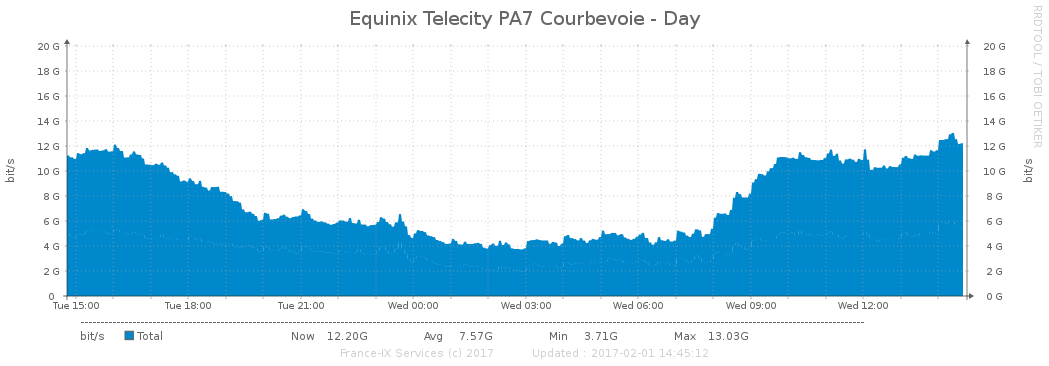 Equinix Telecity PA7 Courbevoie - Day
RRDTOOL / TOBI OETIKER
20 G 20 G
18 G 18 G
16 G 16 G
14 G 14 G
12 G 12 G
10 G 10 G
8 G 8 G
6 G 6 G
4 G 4 G
2 G 2 G
0 0 G
bit/s bit/s
Tue 15:00 Tue 18:00 Tue 21:00 Wed 00:00 Wed 03:00 Wed 06:00 Wed 09:00 Wed 12:00
bit/s Total Now 12.20G Avg 7.57G Min 3.71G Max 13.03G
France-IX Services (c) 2017 Updated : 2017-02-01 14:45:12